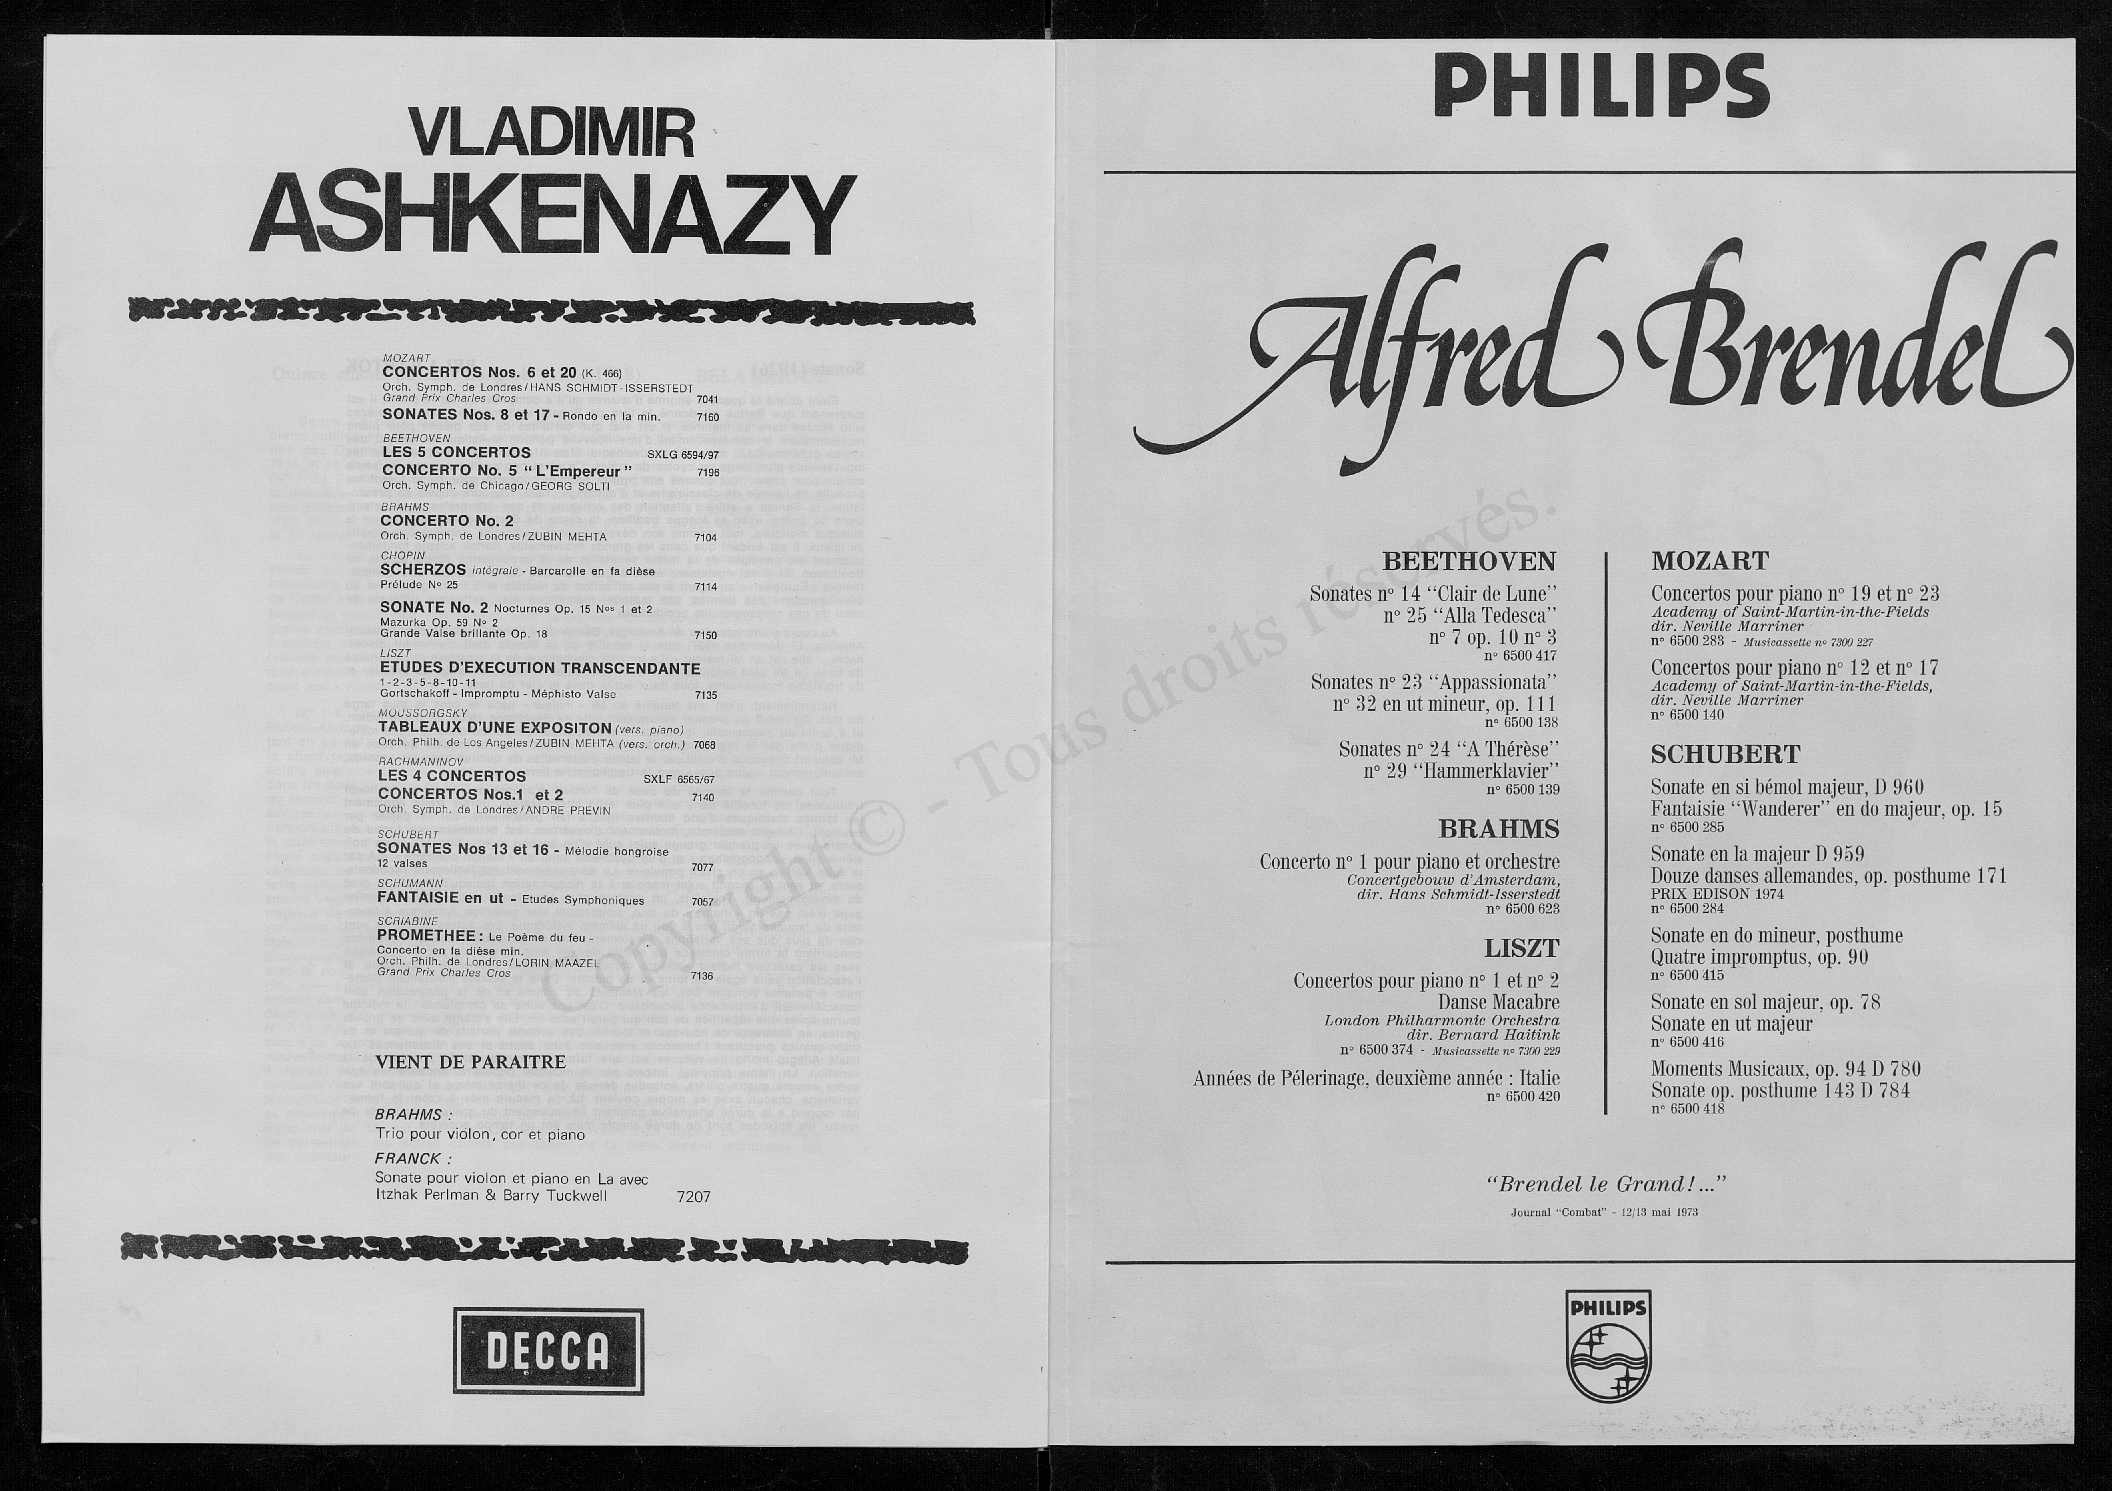 VLADIMIR
ASHKENAZY
MOZART
CONCERTOS Nos. 6 et 20 (K. 466)
Orch. Symph. de Londres/HANS SCHMIDT-ISSERSTEDT
Grand Prix Charles Cros 7041
SONATES Nos. 8 et 17 - Rondo en la min. 7160
BEETHOVEN
LES 5 CONCERTOS SXLG 6594/97
CONCERTO No. 5 "L'Empereur" 7196
Orch. Symph. de Chicago/GEORG SOLTI
BRAHMS
CONCERTO No. 2
Orch. Symph. de Londres/ZUBIN MEHTA 7104
CHOPIN
SCHERZOS intégrale - Barcarolle en fa dièse
Prélude Nº 25 7114
SONATE No. 2 Nocturnes Op. 15 Nos 1 et 2
Mazurka Op. 59 Nº 2
Grande Valse brillante Op. 18 7150
LISZT
ETUDES D'EXECUTION TRANSCENDANTE
1-2-3-5-8-10-11
Gortschakoff - Impromptu - Méphisto Valse 7135
MOUSSORGSKY
TABLEAUX D'UNE EXPOSITON (vers. piano)
Orch. Philh. de Los Angeles/ZUBIN MEHTA (vers. orch.) 7068
RACHMANINOV
LES 4 CONCERTOS SXLF 6565/67
CONCERTOS Nos.1 et 2 7140
Orch. Symph. de Londres/ANDRE PREVIN
SCHUBERT
SONATES Nos 13 et 16 - Mélodie hongroise
12 valses 7077
SCHUMANN
FANTAISIE en ut - Etudes Symphoniques 7057
SCRIABINE
PROMETHEE : Le Poème du feu -
Concerto en fa dièse min.
Orch. Philh. de Londres/LORIN MAAZEL
Grand Prix Charles Cros 7136
VIENT DE PARAITRE
BRAHMS :
Trio pour violon, cor et piano
FRANCK :
Sonate pour violon et piano en La avec
Itzhak Perlman & Barry Tuckwell 7207
DECCA
PHILIPS
Alfred Brendel
BEETHOVEN
Sonates nº 14 “Clair de Lune”
nº 25 “Alla Tedesca”
nº 7 op. 10 nº 3
nº 6500 417
Sonates nº 23 “Appassionata”
nº 32 en ut mineur, op. 111
nº 6500 138
Sonates nº 24 “A Thérèse”
nº 29 “Hammerklavier”
nº 6500 139
BRAHMS
Concerto nº 1 pour piano et orchestre
Concertgebouw d'Amsterdam,
dir. Hans Schmidt-Isserstedt
nº 6500 623
LISZT
Concertos pour piano nº 1 et nº 2
Danse Macabre
London Philharmonic Orchestra
dir. Bernard Haitink
nº 6500 374 - Musicassette nº 7300 229
Années de Pélerinage, deuxième année : Italie
nº 6500 420
MOZART
Concertos pour piano nº 19 et nº 23
Academy of Saint-Martin-in-the-Fields
dir. Neville Marriner
nº 6500 283 - Musicassette nº 7300 227
Concertos pour piano nº 12 et nº 17
Academy of Saint-Martin-in-the-Fields,
dir. Neville Marriner
nº 6500 140
SCHUBERT
Sonate en si bémol majeur, D 960
Fantaisie “Wanderer” en do majeur, op. 15
nº 6500 285
Sonate en la majeur D 959
Douze danses allemandes, op. posthume 171
PRIX EDISON 1974
nº 6500 284
Sonate en do mineur, posthume
Quatre impromptus, op. 90
nº 6500 415
Sonate en sol majeur, op. 78
Sonate en ut majeur
nº 6500 416
Moments Musicaux, op. 94 D 780
Sonate op. posthume 143 D 784
nº 6500 418
“Brendel le Grand!...”
Journal “Combat” - 12/13 mai 1973
PHILIPS
Copyright © - Tous droits réservés.